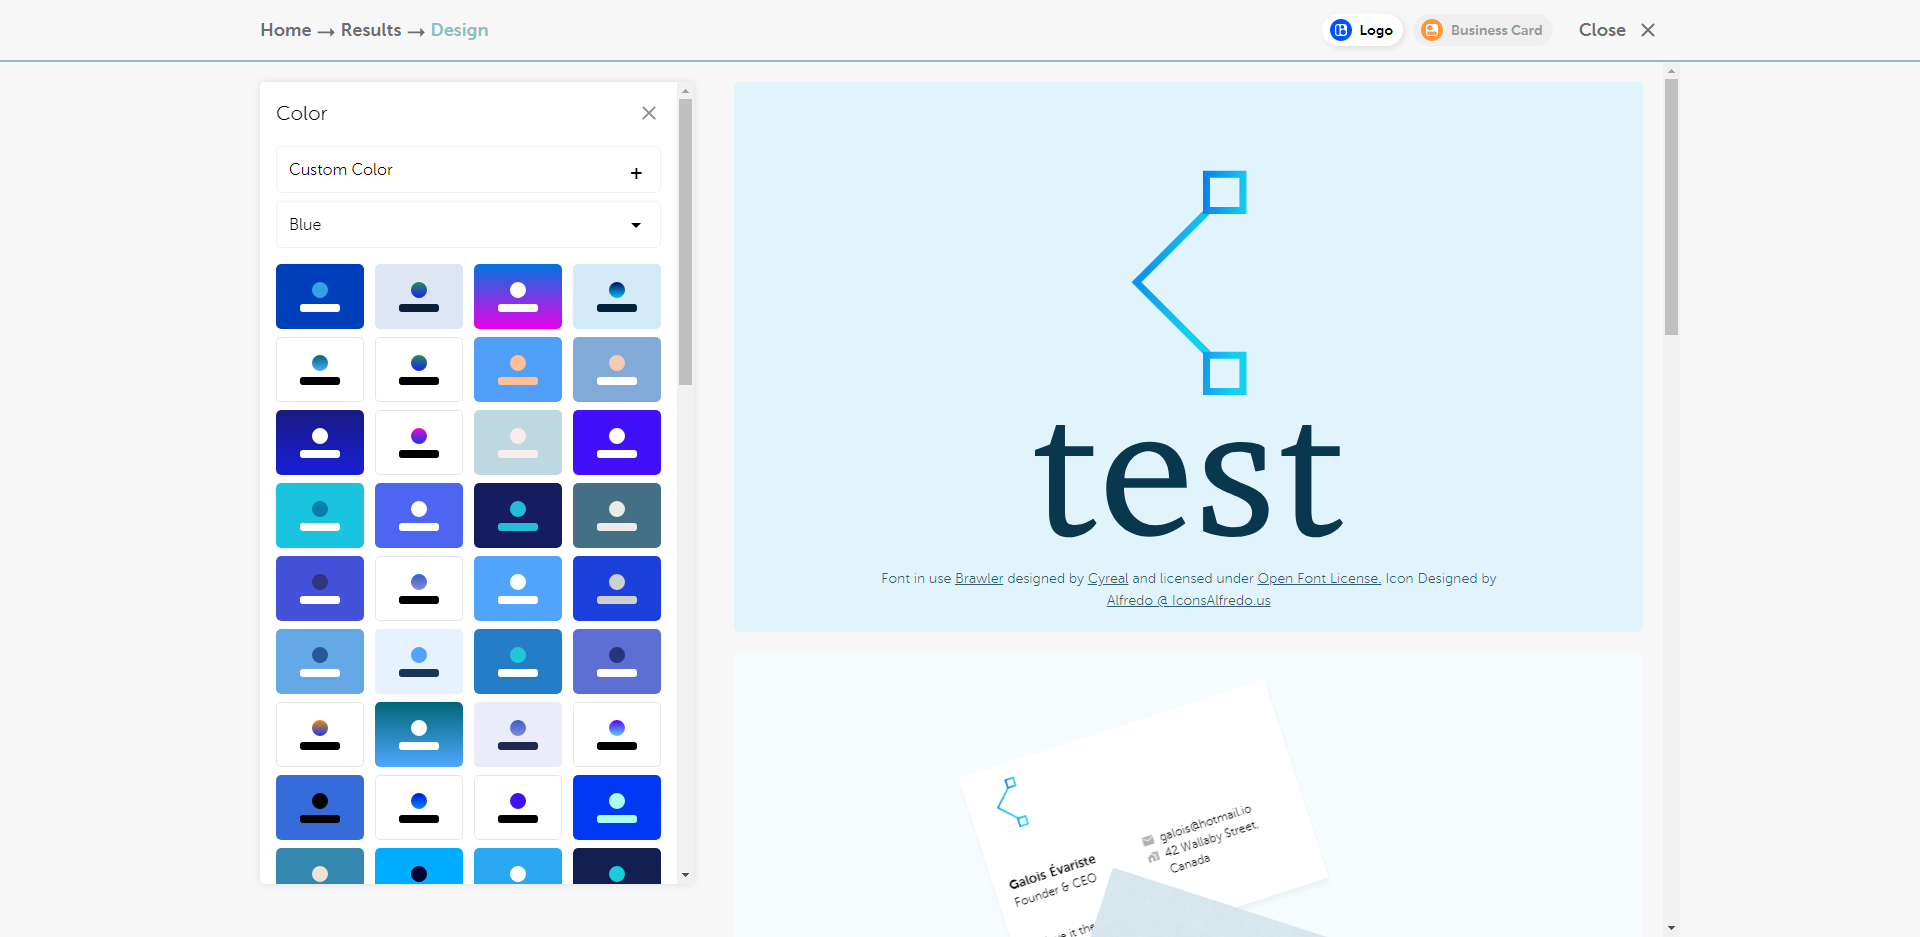 Home → Results → Design
Logo
Business Card
Close
Color
Custom Color
Blue
test
Font in use Brawler designed by Cyreal and licensed under Open Font License. Icon Designed by
Alfredo @ IconsAlfredo.us
galois@hotmail.io
42 Wallaby Street,
Canada
Galois Évariste
Founder & CEO
it the